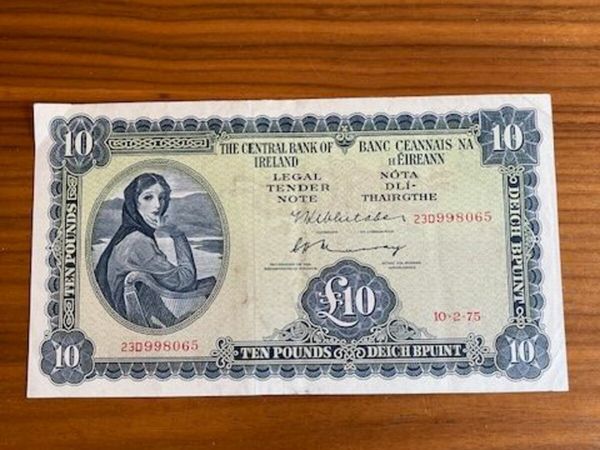 10 THE CENTRAL BANK OF IRELAND BANC CEANNAIS NA HÉIREANN 10
LEGAL TENDER NOTE NÓTA DLÍ-THAIRGTHE
23D998065
TEN POUNDS
DEICH BPUINT
£10
10-2-75
23D998065
10 TEN POUNDS DEICH BPUINT 10